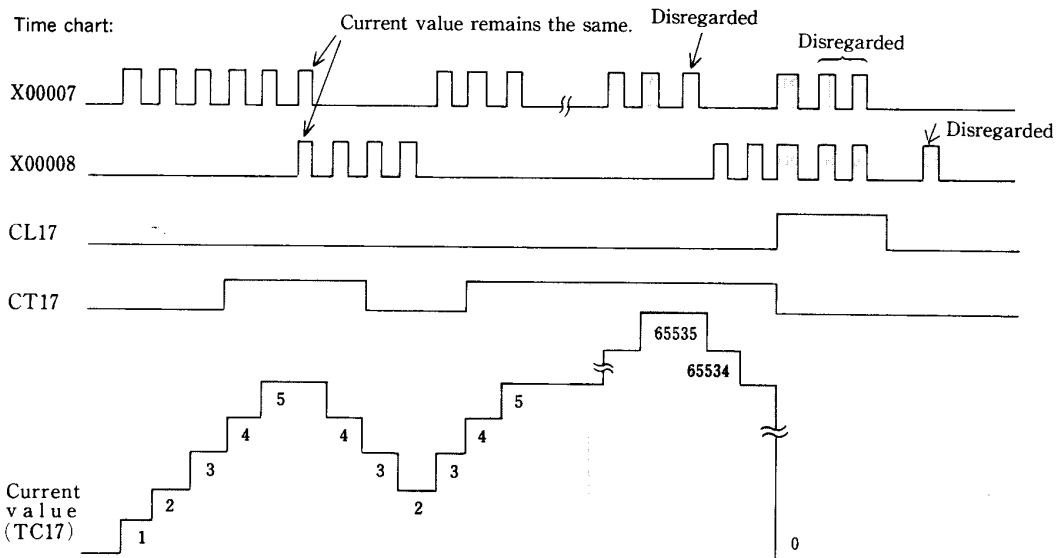 Time chart:
Current value remains the same.
Disregarded
Disregarded
X00007
X00008
Disregarded
CL17
CT17
65535
65534
5
5
4
4
4
3
3
3
2
2
1
0
Current
value
(TC17)